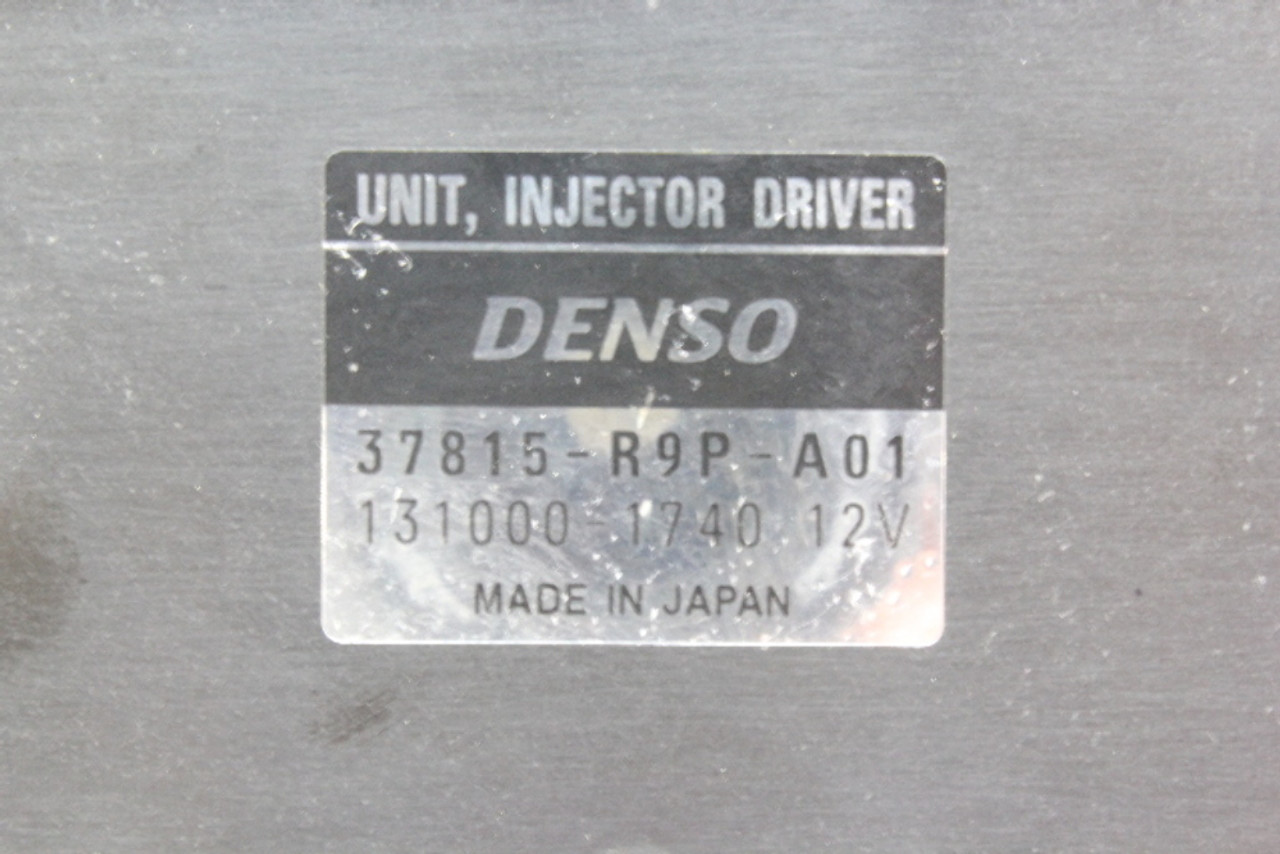 UNIT, INJECTOR DRIVER
DENSO
37815-R9P-A01
131000-1740 12V
MADE IN JAPAN